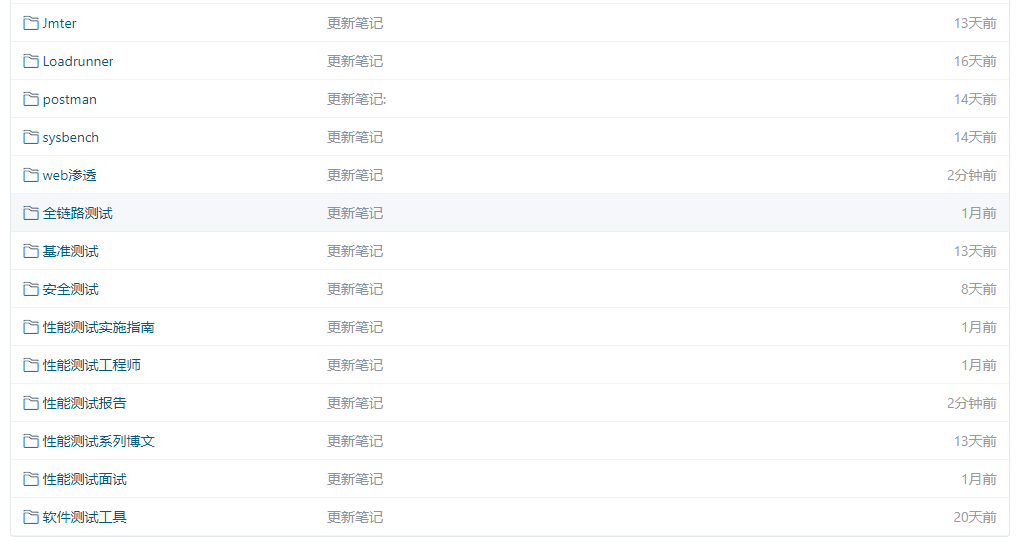 Jmter 更新笔记 13天前
Loadrunner 更新笔记 16天前
postman 更新笔记: 14天前
sysbench 更新笔记 14天前
web渗透 更新笔记 2分钟前
全链路测试 更新笔记 1月前
基准测试 更新笔记 13天前
安全测试 更新笔记 8天前
性能测试实施指南 更新笔记 1月前
性能测试工程师 更新笔记 1月前
性能测试报告 更新笔记 2分钟前
性能测试系列博文 更新笔记 13天前
性能测试面试 更新笔记 1月前
软件测试工具 更新笔记 20天前